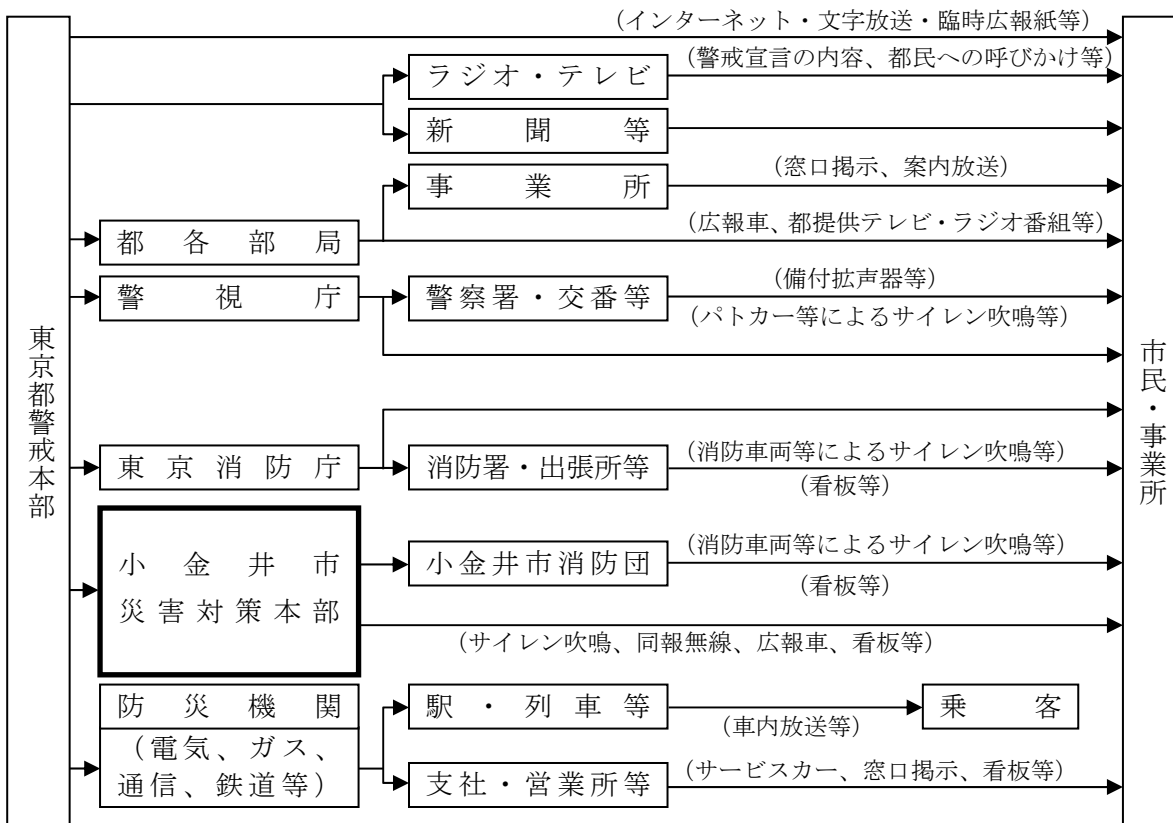 東京都警戒本部
(インターネット・文字放送・臨時広報紙等)
ラジオ・テレビ
(警戒宣言の内容、都民への呼びかけ等)
新聞等
事業所
(窓口掲示、案内放送)
都各部局
(広報車、都提供テレビ・ラジオ番組等)
警視庁
警察署・交番等
(備付拡声器等)
(パトカー等によるサイレン吹鳴等)
東京消防庁
消防署・出張所等
(消防車両等によるサイレン吹鳴等)
(看板等)
小金井市
災害対策本部
小金井市消防団
(消防車両等によるサイレン吹鳴等)
(看板等)
(サイレン吹鳴、同報無線、広報車、看板等)
防災機関
(電気、ガス、
通信、鉄道等)
駅・列車等
(車内放送等)
乗客
支社・営業所等
(サービスカー、窓口掲示、看板等)
市民・事業所